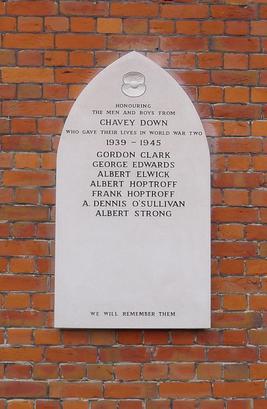 HONOURING
THE MEN AND BOYS FROM
CHAVEY DOWN
WHO GAVE THEIR LIVES IN WORLD WAR TWO
1939 - 1945
GORDON CLARK
GEORGE EDWARDS
ALBERT ELWICK
ALBERT HOPTROFF
FRANK HOPTROFF
A. DENNIS O'SULLIVAN
ALBERT STRONG
WE WILL REMEMBER THEM